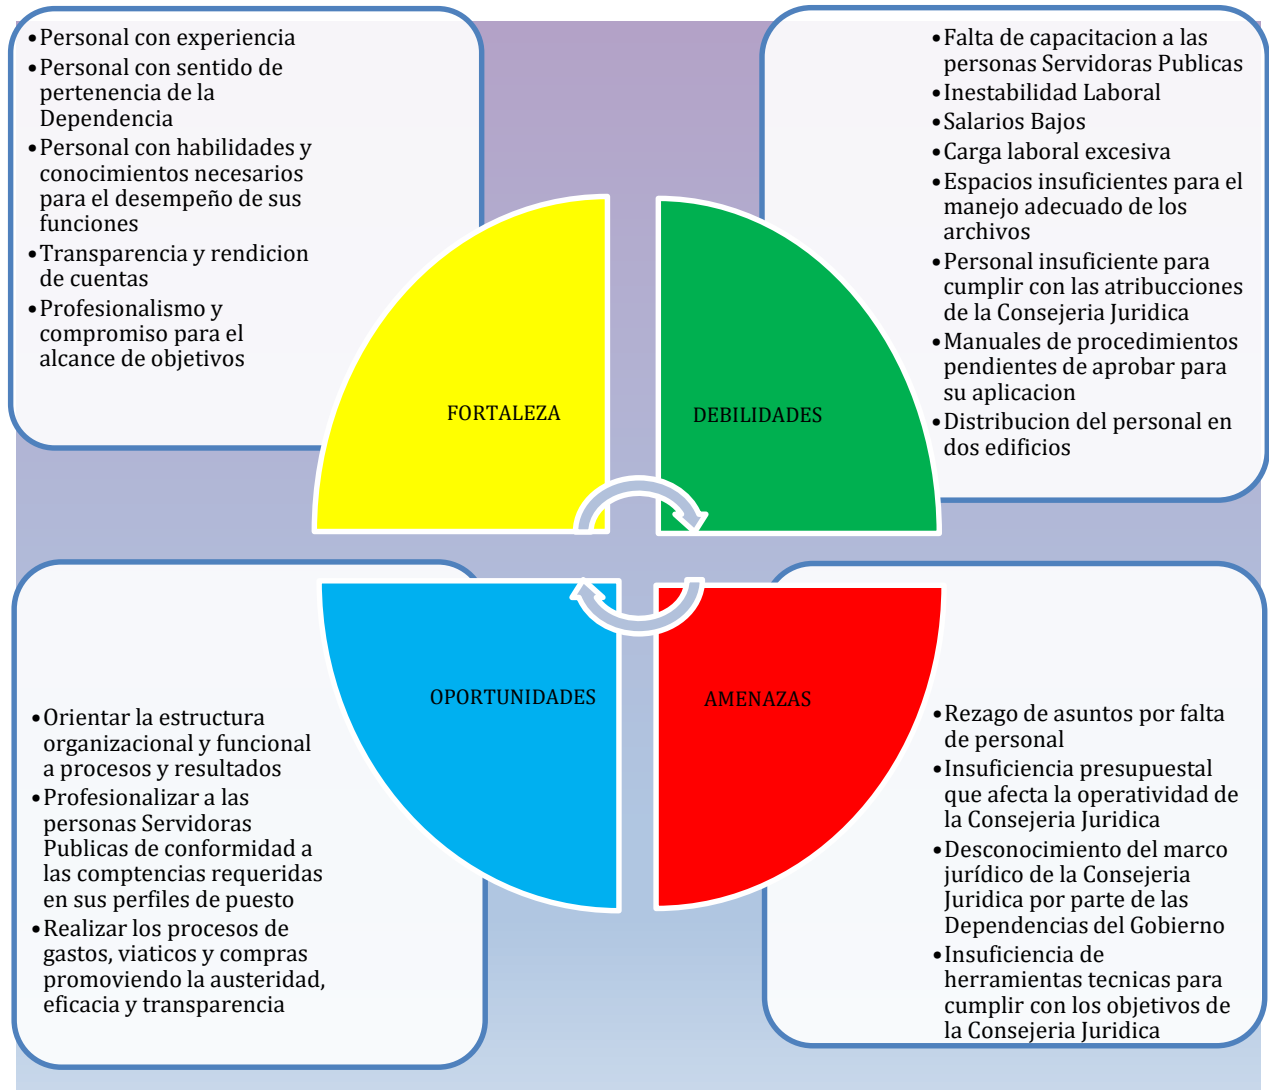 •Personal con experiencia
•Personal con sentido de
pertenencia de la
Dependencia
•Personal con habilidades y
conocimientos necesarios
para el desempeño de sus
funciones
•Transparencia y rendicion
de cuentas
•Profesionalismo y
compromiso para el
alcance de objetivos
FORTALEZA
•Falta de capacitacion a las
personas Servidoras Publicas
•Inestabilidad Laboral
•Salarios Bajos
•Carga laboral excesiva
•Espacios insuficientes para el
manejo adecuado de los
archivos
•Personal insuficiente para
cumplir con las atribucciones
de la Consejeria Juridica
•Manuales de procedimientos
pendientes de aprobar para
su aplicacion
•Distribucion del personal en
dos edificios
DEBILIDADES
OPORTUNIDADES
•Orientar la estructura
organizacional y funcional
a procesos y resultados
•Profesionalizar a las
personas Servidoras
Publicas de conformidad a
las comptencias requeridas
en sus perfiles de puesto
•Realizar los procesos de
gastos, viaticos y compras
promoviendo la austeridad,
eficacia y transparencia
AMENAZAS
•Rezago de asuntos por falta
de personal
•Insuficiencia presupuestal
que afecta la operatividad de
la Consejeria Juridica
•Desconocimiento del marco
jurídico de la Consejeria
Juridica por parte de las
Dependencias del Gobierno
•Insuficiencia de
herramientas tecnicas para
cumplir con los objetivos de
la Consejeria Juridica